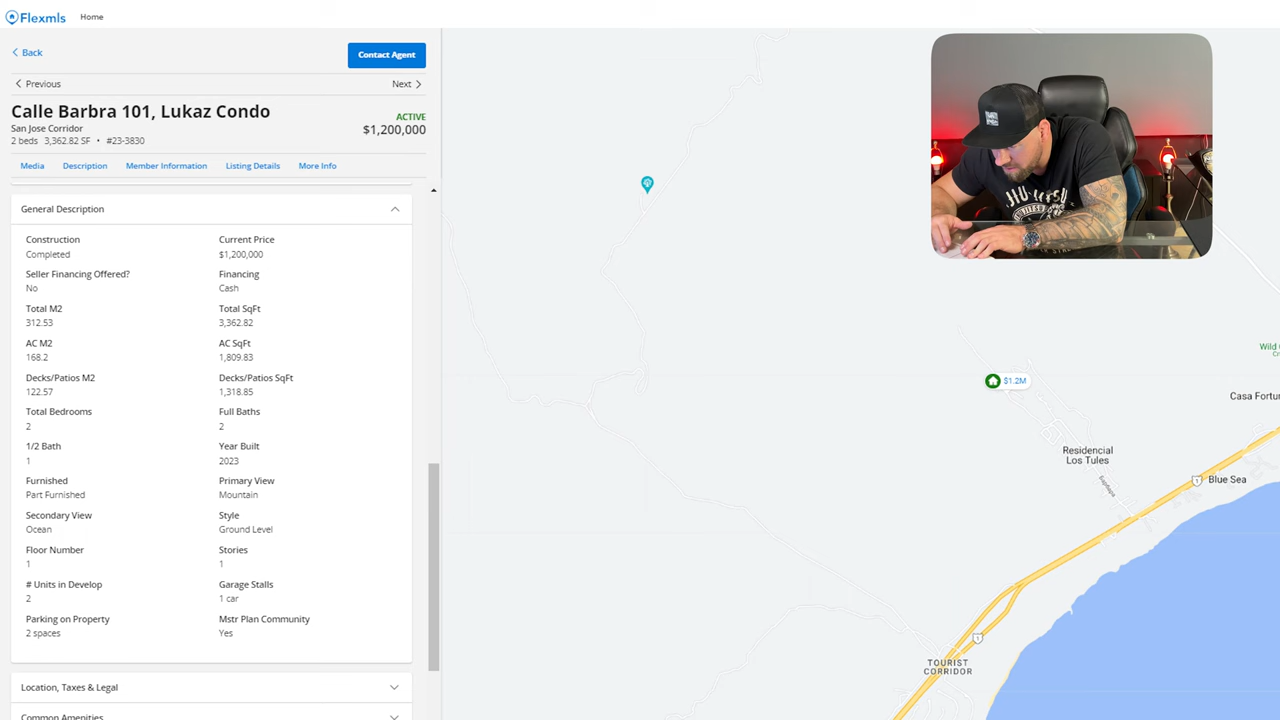 Flexmls
Home
Back
Contact Agent
Previous
Next
Calle Barbra 101, Lukaz Condo
San Jose Corridor
2 beds 3,362.82 SF • #23-3830
ACTIVE
$1,200,000
Media
Description
Member Information
Listing Details
More Info
General Description
Construction
Completed
Current Price
$1,200,000
Seller Financing Offered?
No
Financing
Cash
Total M2
312.53
Total SqFt
3,362.82
AC M2
168.2
AC SqFt
1,809.83
Decks/Patios M2
122.57
Decks/Patios SqFt
1,318.85
Total Bedrooms
2
Full Baths
2
1/2 Bath
1
Year Built
2023
Furnished
Part Furnished
Primary View
Mountain
Secondary View
Ocean
Style
Ground Level
Floor Number
1
Stories
1
# Units in Develop
2
Garage Stalls
1 car
Parking on Property
2 spaces
Mstr Plan Community
Yes
Location, Taxes & Legal
Common Amenities
JIU-JITSU
$1.2M
Wild
Casa Fortun
Residencial
Los Tules
Blue Sea
1
1
TOURIST
CORRIDOR